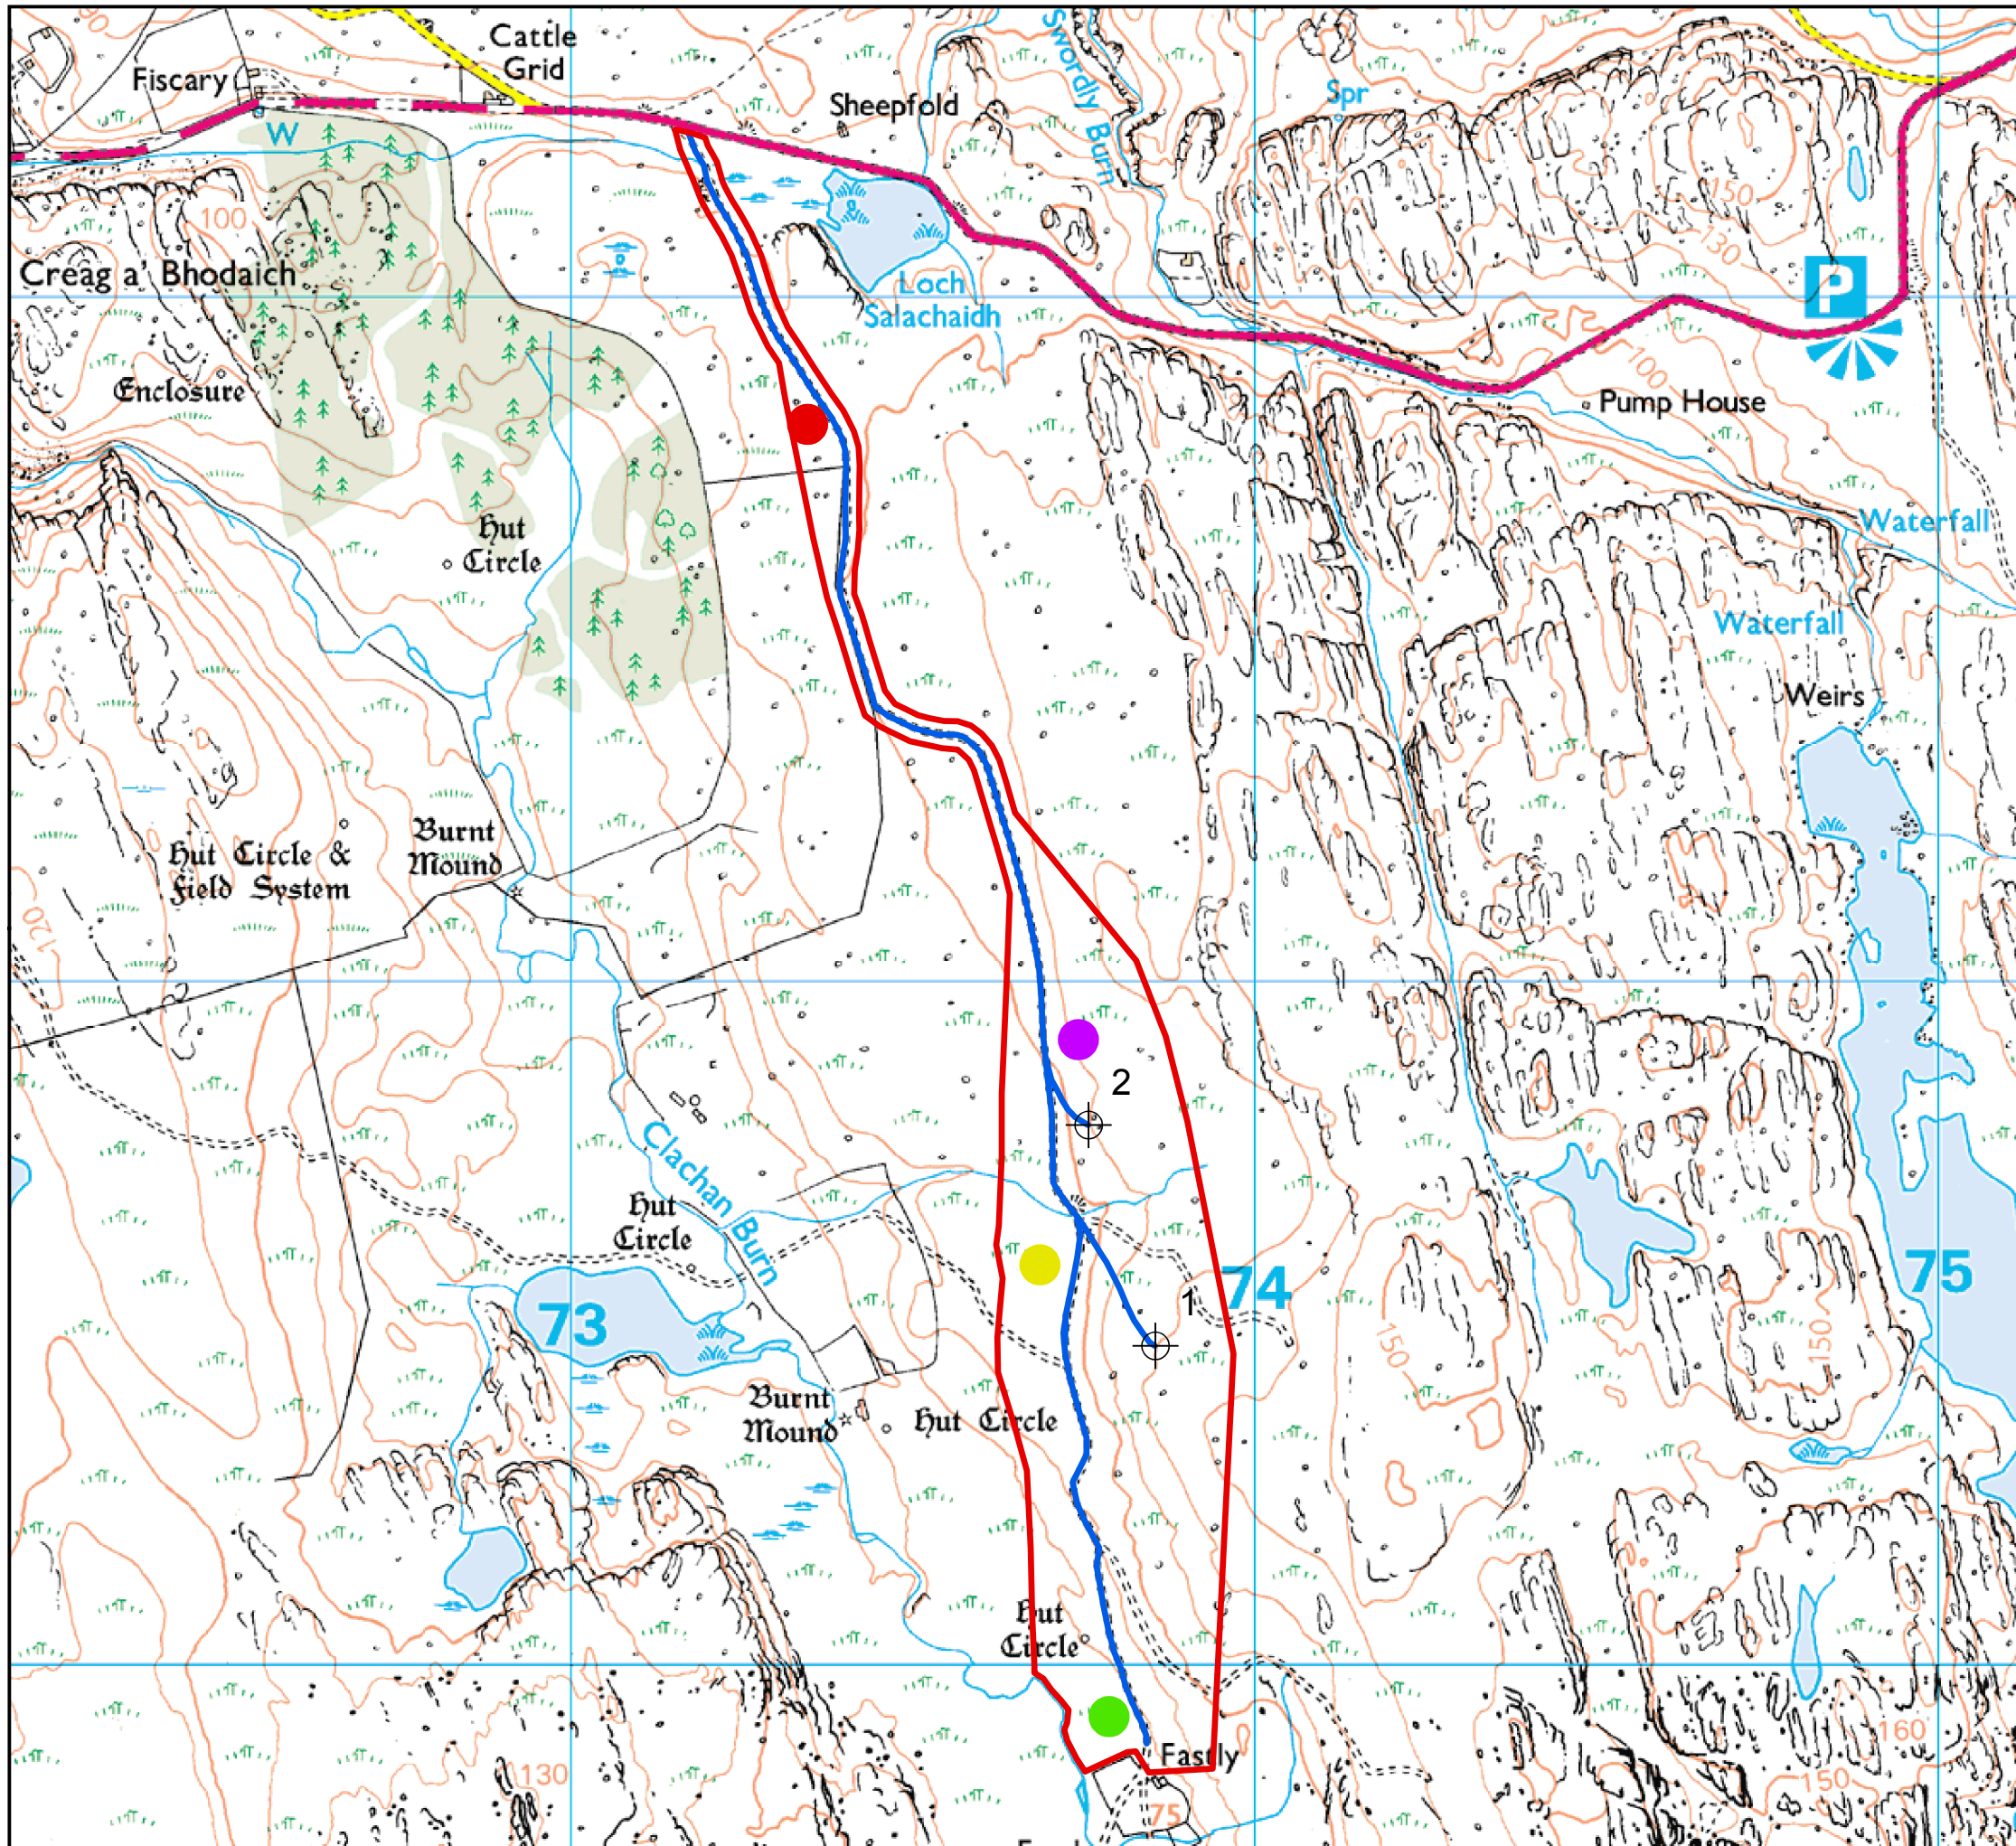 90
Cattle
Grid
Fiscary
Swordly Burn
Sheepfold
Spr
W
150
100
130
Creag a' Bhodaich
P
Loch
Salachaidh
100
Enclosure
Pump House
Hut
Circle
Waterfall
Waterfall
Weirs
Burnt
Mound
Hut Circle &
Field System
120
2
Clachan Burn
Hut
Circle
1
74
75
73
150
150
Burnt
Mound
Hut Circle
Hut
Circle
Fastly
160
130
150
75